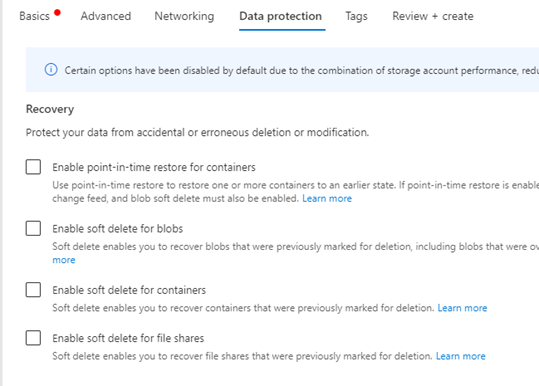 Basics Advanced Networking Data protection Tags Review + create
Certain options have been disabled by default due to the combination of storage account performance,
Recovery
Protect your data from accidental or erroneous deletion or modification.
Enable point-in-time restore for containers
Use point-in-time restore to restore one or more containers to an earlier state. If point-in-time restore is
change feed, and blob soft delete must also be enabled. Learn more
Enable soft delete for blobs
Soft delete enables you to recover blobs that were previously marked for deletion, including blobs that were
more
Enable soft delete for containers
Soft delete enables you to recover containers that were previously marked for deletion. Learn more
Enable soft delete for file shares
Soft delete enables you to recover file shares that were previously marked for deletion. Learn more